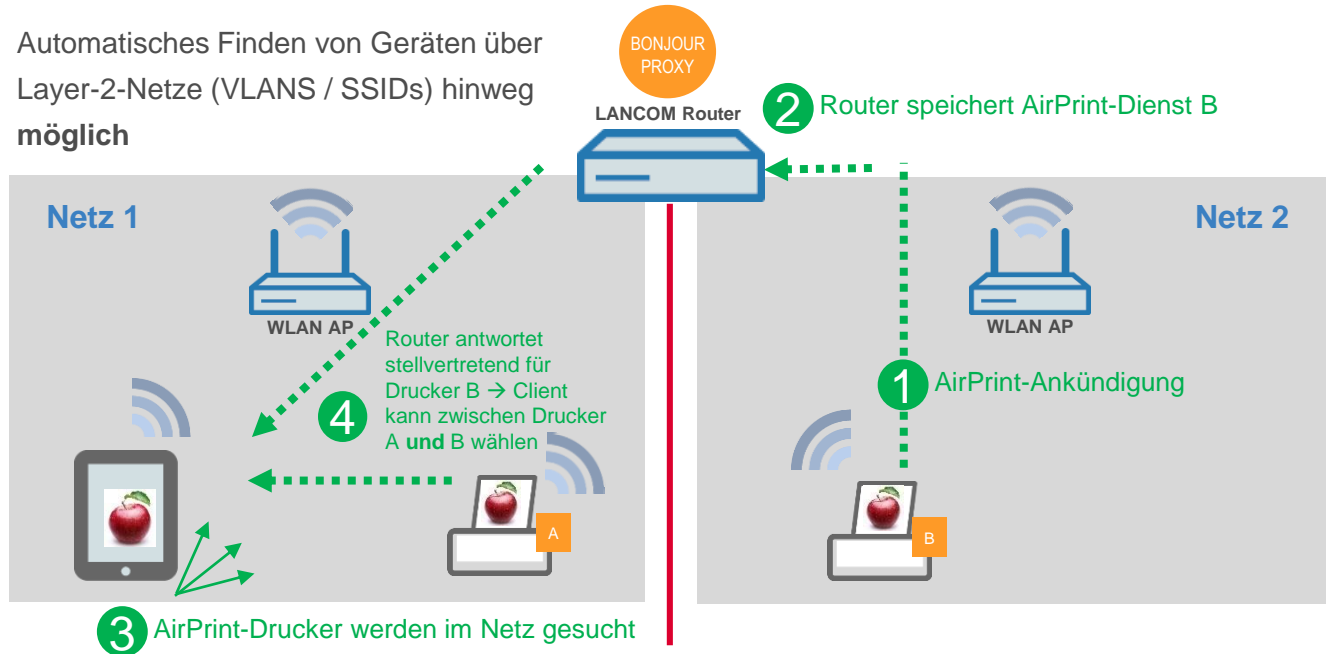 Automatisches Finden von Geräten über
Layer-2-Netze (VLANS / SSIDs) hinweg
möglich
BONJOUR
PROXY
LANCOM Router
2 Router speichert AirPrint-Dienst B
Netz 1
Netz 2
WLAN AP
WLAN AP
Router antwortet
stellvertretend für
Drucker B → Client
kann zwischen Drucker
A und B wählen
4
1 AirPrint-Ankündigung
A
B
3 AirPrint-Drucker werden im Netz gesucht